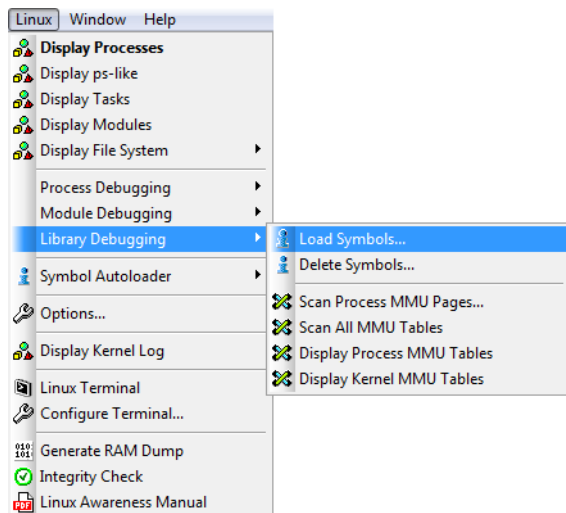 Linux Window Help
Display Processes
Display ps-like
Display Tasks
Display Modules
Display File System
Process Debugging
Module Debugging
Library Debugging
Load Symbols...
Delete Symbols...
Scan Process MMU Pages...
Scan All MMU Tables
Display Process MMU Tables
Display Kernel MMU Tables
Symbol Autoloader
Options...
Display Kernel Log
Linux Terminal
Configure Terminal...
Generate RAM Dump
Integrity Check
Linux Awareness Manual